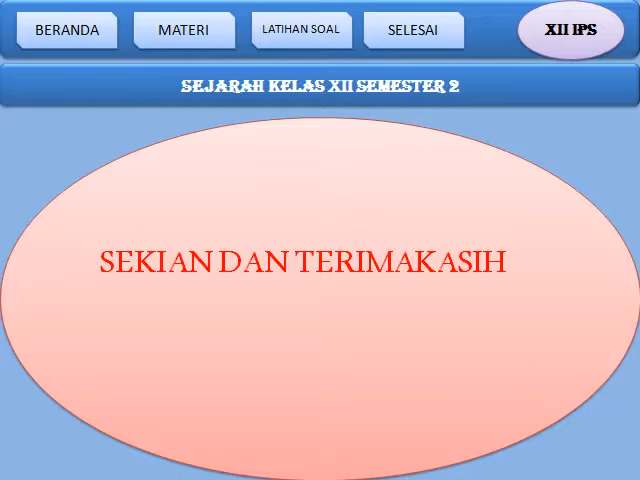 BERANDA
MATERI
LATIHAN SOAL
SELESAI
XII IPS
SEJARAH KELAS XII SEMESTER 2
SEKIAN DAN TERIMAKASIH